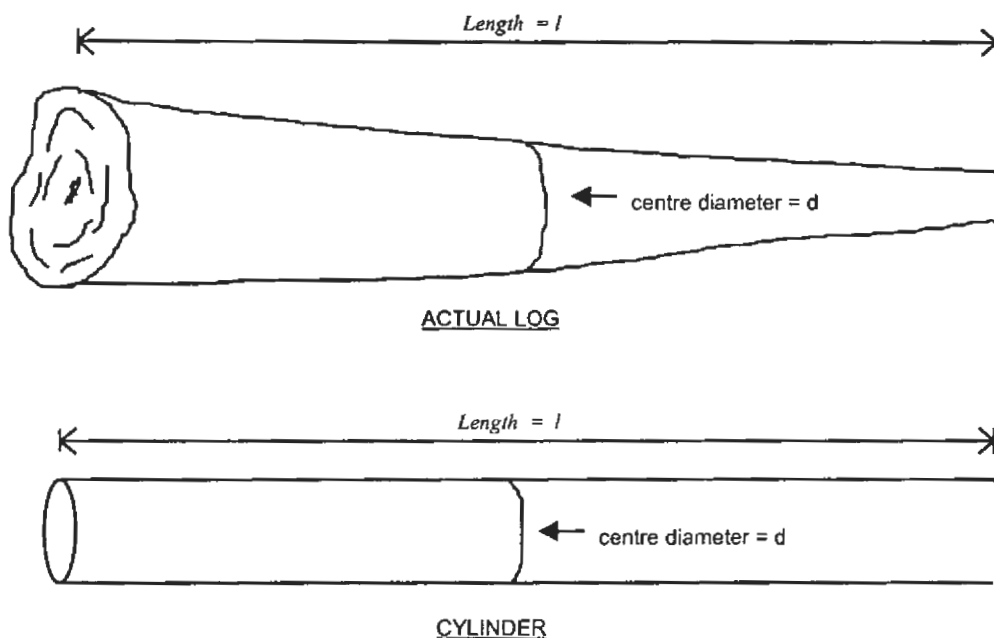 Length = l
centre diameter = d
ACTUAL LOG
Length = l
centre diameter = d
CYLINDER